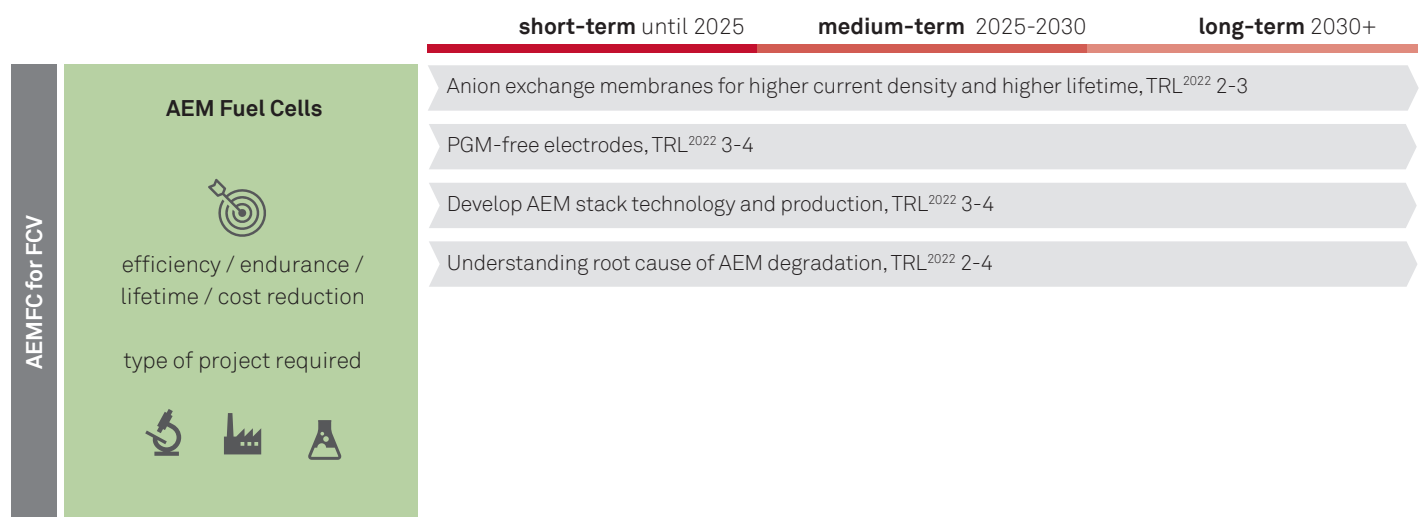 short-term until 2025
medium-term 2025-2030
long-term 2030+
AEMFC for FCV
AEM Fuel Cells
efficiency / endurance /
lifetime / cost reduction
type of project required
Anion exchange membranes for higher current density and higher lifetime, TRL²⁰²² 2-3
PGM-free electrodes, TRL²⁰²² 3-4
Develop AEM stack technology and production, TRL²⁰²² 3-4
Understanding root cause of AEM degradation, TRL²⁰²² 2-4